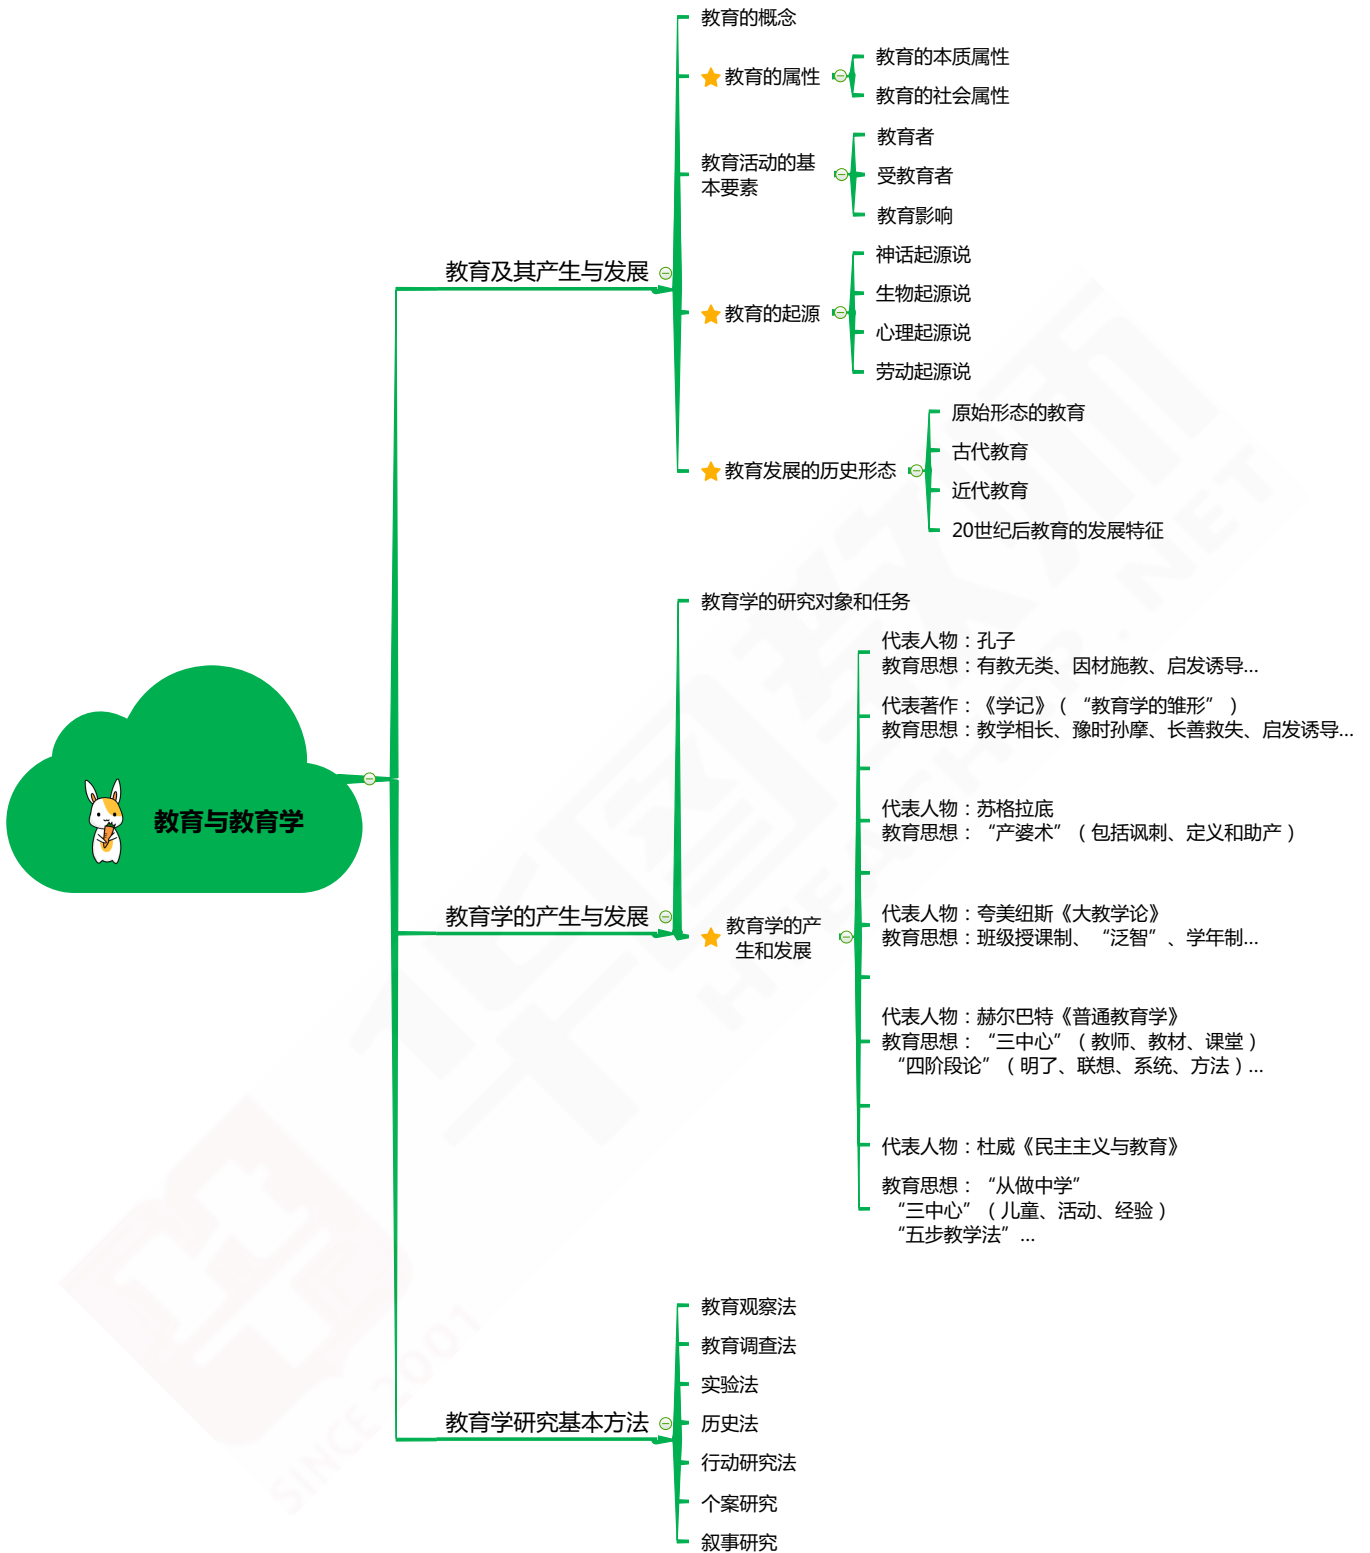 教育与教育学
教育及其产生与发展
教育的概念
教育的属性
教育的本质属性
教育的社会属性
教育活动的基
本要素
教育者
受教育者
教育影响
教育的起源
神话起源说
生物起源说
心理起源说
劳动起源说
教育发展的历史形态
原始形态的教育
古代教育
近代教育
20世纪后教育的发展特征
教育学的产生与发展
教育学的研究对象和任务
教育学的产
生和发展
代表人物：孔子
教育思想：有教无类、因材施教、启发诱导...
代表著作：《学记》（“教育学的雏形”）
教育思想：教学相长、豫时孙摩、长善救失、启发诱导...
代表人物：苏格拉底
教育思想：“产婆术”（包括讽刺、定义和助产）
代表人物：夸美纽斯《大教学论》
教育思想：班级授课制、“泛智”、学年制...
代表人物：赫尔巴特《普通教育学》
教育思想：“三中心”（教师、教材、课堂）
“四阶段论”（明了、联想、系统、方法）...
代表人物：杜威《民主主义与教育》
教育思想：“从做中学”
“三中心”（儿童、活动、经验）
“五步教学法”...
教育学研究基本方法
教育观察法
教育调查法
实验法
历史法
行动研究法
个案研究
叙事研究
华图教师
SINCE 2001